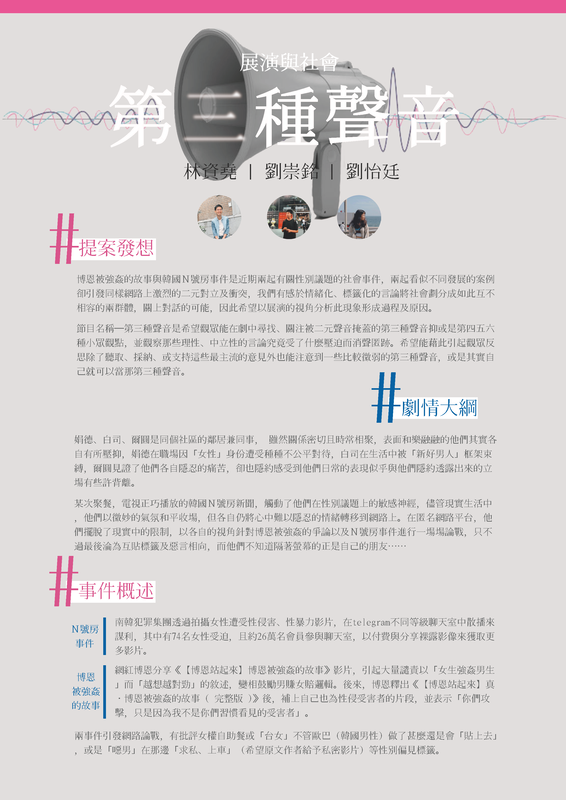 展演與社會
第三種聲音
林資堯 | 劉崇銘 | 劉怡廷
#提案發想
博恩被強姦的故事與韓國N號房事件是近期兩起有關性別議題的社會事件，兩起看似不同發展的案例
卻引發同樣網路上激烈的二元對立及衝突，我們有感於情緒化、標籤化的言論將社會劃分成如此互不
相容的兩群體，關上對話的可能，因此希望以展演的視角分析此現象形成過程及原因。
節目名稱—第三種聲音是希望觀眾能在劇中尋找、關注被二元聲音掩蓋的第三種聲音抑或是第四五六
種小眾觀點，並觀察那些理性、中立性的言論究竟受了什麼壓迫而消聲匿跡。希望能藉此引起觀眾反
思除了聽取、採納、或支持這些最主流的意見外也能注意到一些比較微弱的第三種聲音，或是其實自
己就可以當那第三種聲音。
#劇情大綱
娟德、白司、爾圓是同個社區的鄰居兼同事， 雖然關係密切且時常相聚，表面和樂融融的他們其實各
自有所壓抑，娟德在職場因「女性」身份遭受種種不公平對待，白司在生活中被「新好男人」框架束
縛，爾圓見證了他們各自隱忍的痛苦，卻也隱約感受到他們日常的表現似乎與他們隱約透露出來的立
場有些許背離。
某次聚餐，電視正巧播放的韓國N號房新聞，觸動了他們在性別議題上的敏感神經，儘管現實生活中
，他們以微妙的氣氛和平收場，但各自仍將心中難以隱忍的情緒轉移到網路上。在匿名網路平台，他
們擺脫了現實中的限制，以各自的視角針對博恩被強姦的爭論以及N號房事件進行一場場論戰，只不
過最後淪為互貼標籤及惡言相向，而他們不知道隔著螢幕的正是自己的朋友⋯⋯
#事件概述
N號房
事件
南韓犯罪集團透過拍攝女性遭受性侵害、性暴力影片，在telegram不同等級聊天室中散播來
謀利，其中有74名女性受迫，且約26萬名會員參與聊天室，以付費與分享裸露影像來獲取更
多影片。
博恩
被強姦
的故事
網紅博恩分享《【博恩站起來】博恩被強姦的故事》影片，引起大量譴責以「女生強姦男生
」而「越想越對勁」的敘述，變相鼓勵男賺女賠邏輯。後來，博恩釋出《【博恩站起來】真
·博恩被強姦的故事（ 完整版 ）》後，補上自己也為性受害者的片段，並表示「你們攻
擊，只是因為我不是你們習慣看見的受害者」。
兩事件引發網路論戰，有批評女權自助餐或「台女」不管歐巴（韓國男性）做了甚麼還是會「貼上去」
，或是「噁男」在那邊「求私、上車」（希望原文作者給予私密影片）等性別偏見標籤。